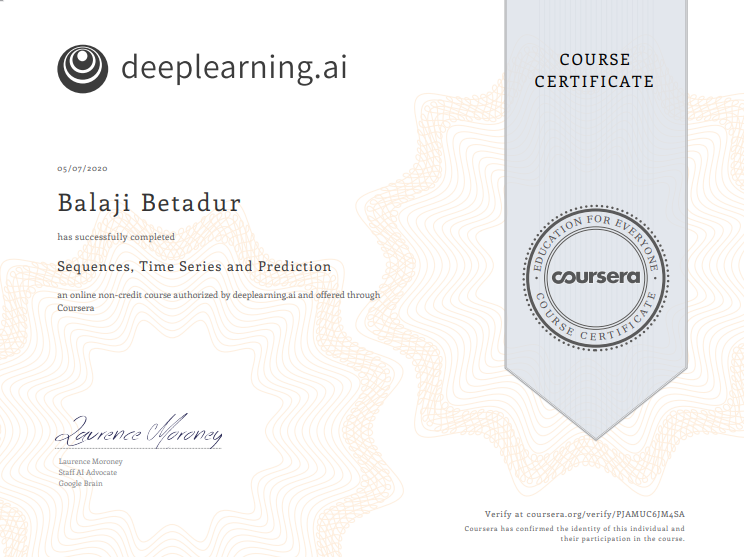 deeplearning.ai
COURSE
CERTIFICATE
05/07/2020
Balaji Betadur
has successfully completed
Sequences, Time Series and Prediction
an online non-credit course authorized by deeplearning.ai and offered through
Coursera
EDUCATION FOR EVERYONE
coursera
COURSE CERTIFICATE
Laurence Moroney
Laurence Moroney
Staff AI Advocate
Google Brain
Verify at coursera.org/verify/PJAMUC6JM4SA
Coursera has confirmed the identity of this individual and
their participation in the course.